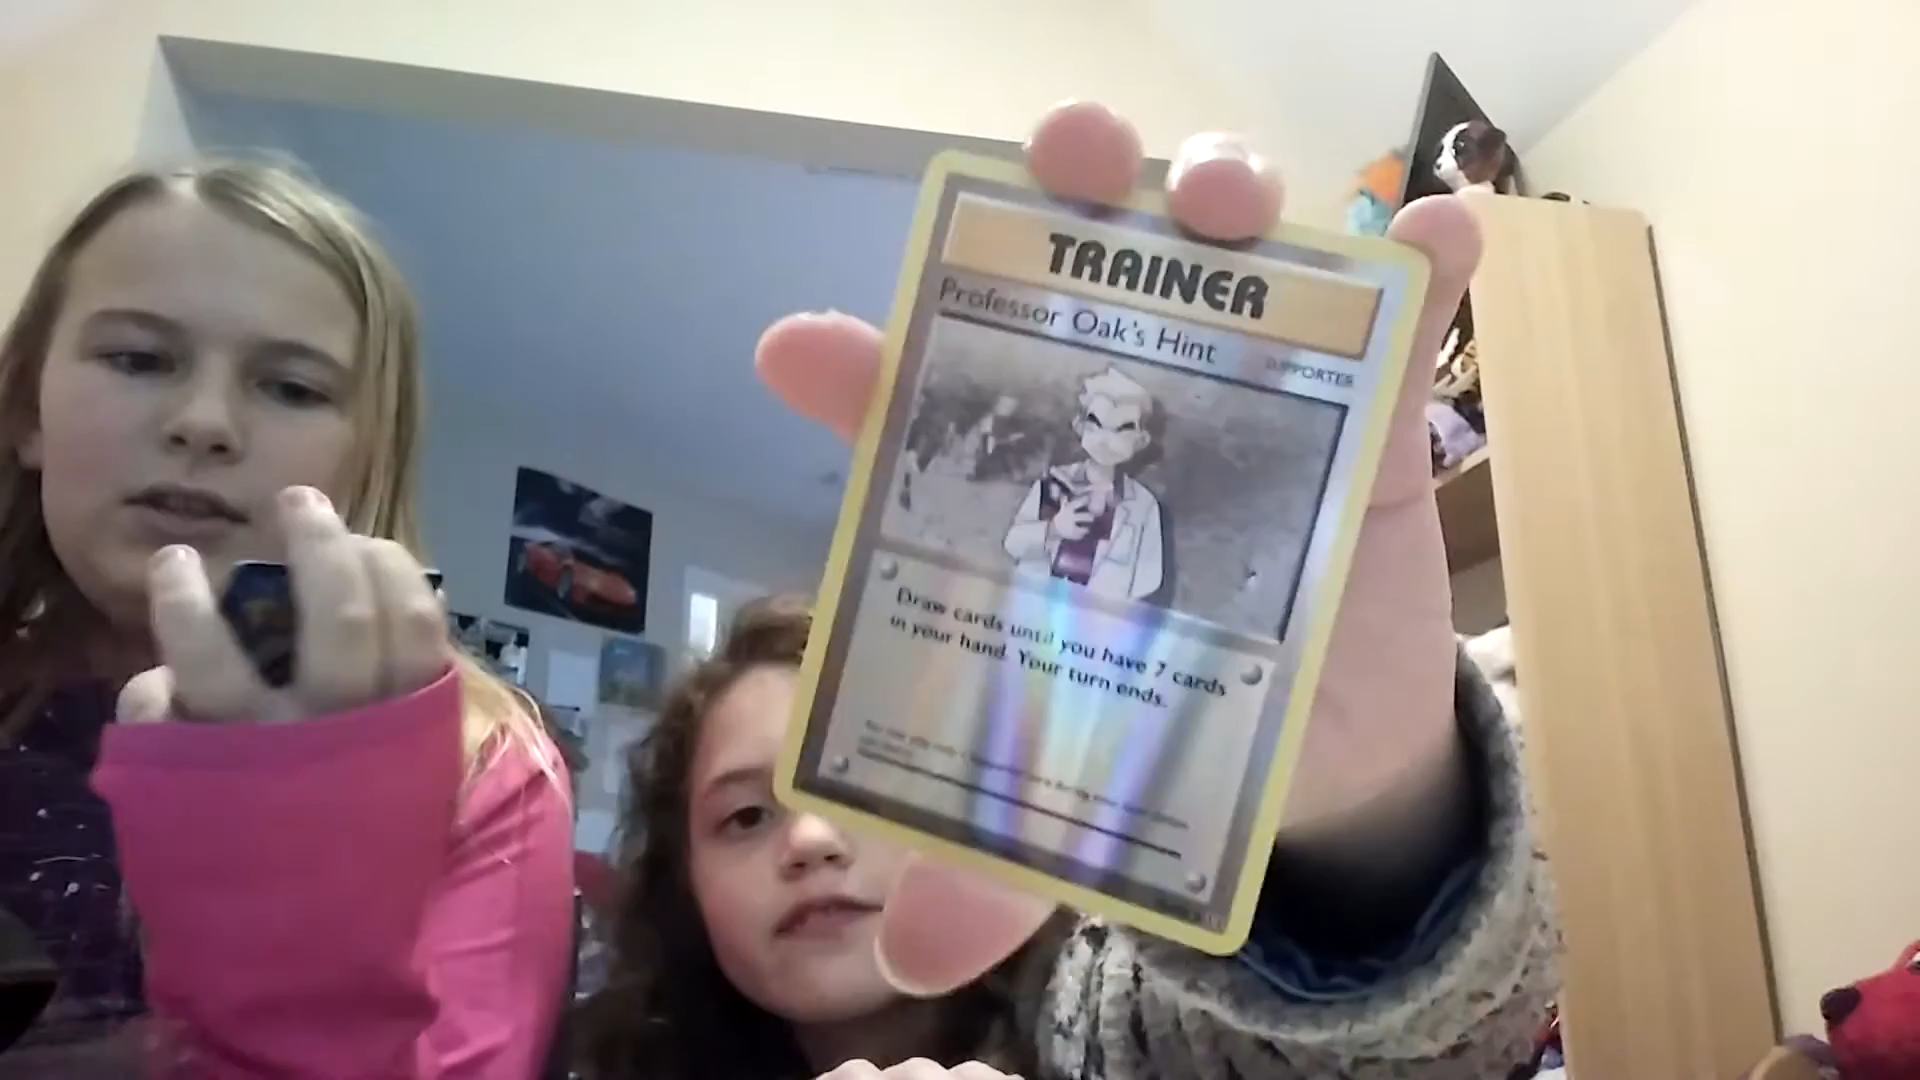 TRAINER
Professor Oak's Hint
SUPPORTER
Draw cards until you have 7 cards
in your hand. Your turn ends.